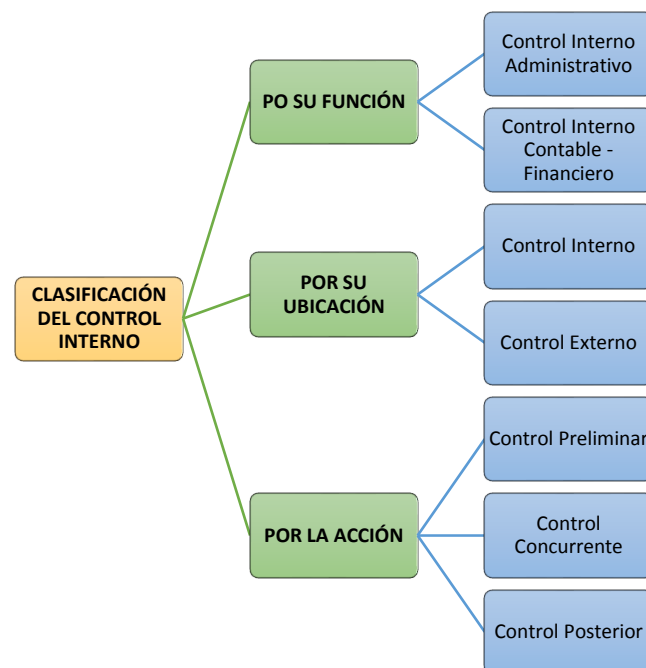 CLASIFICACIÓN
DEL CONTROL
INTERNO
PO SU FUNCIÓN
Control Interno
Administrativo
Control Interno
Contable -
Financiero
POR SU
UBICACIÓN
Control Interno
Control Externo
POR LA ACCIÓN
Control Preliminar
Control
Concurrente
Control Posterior